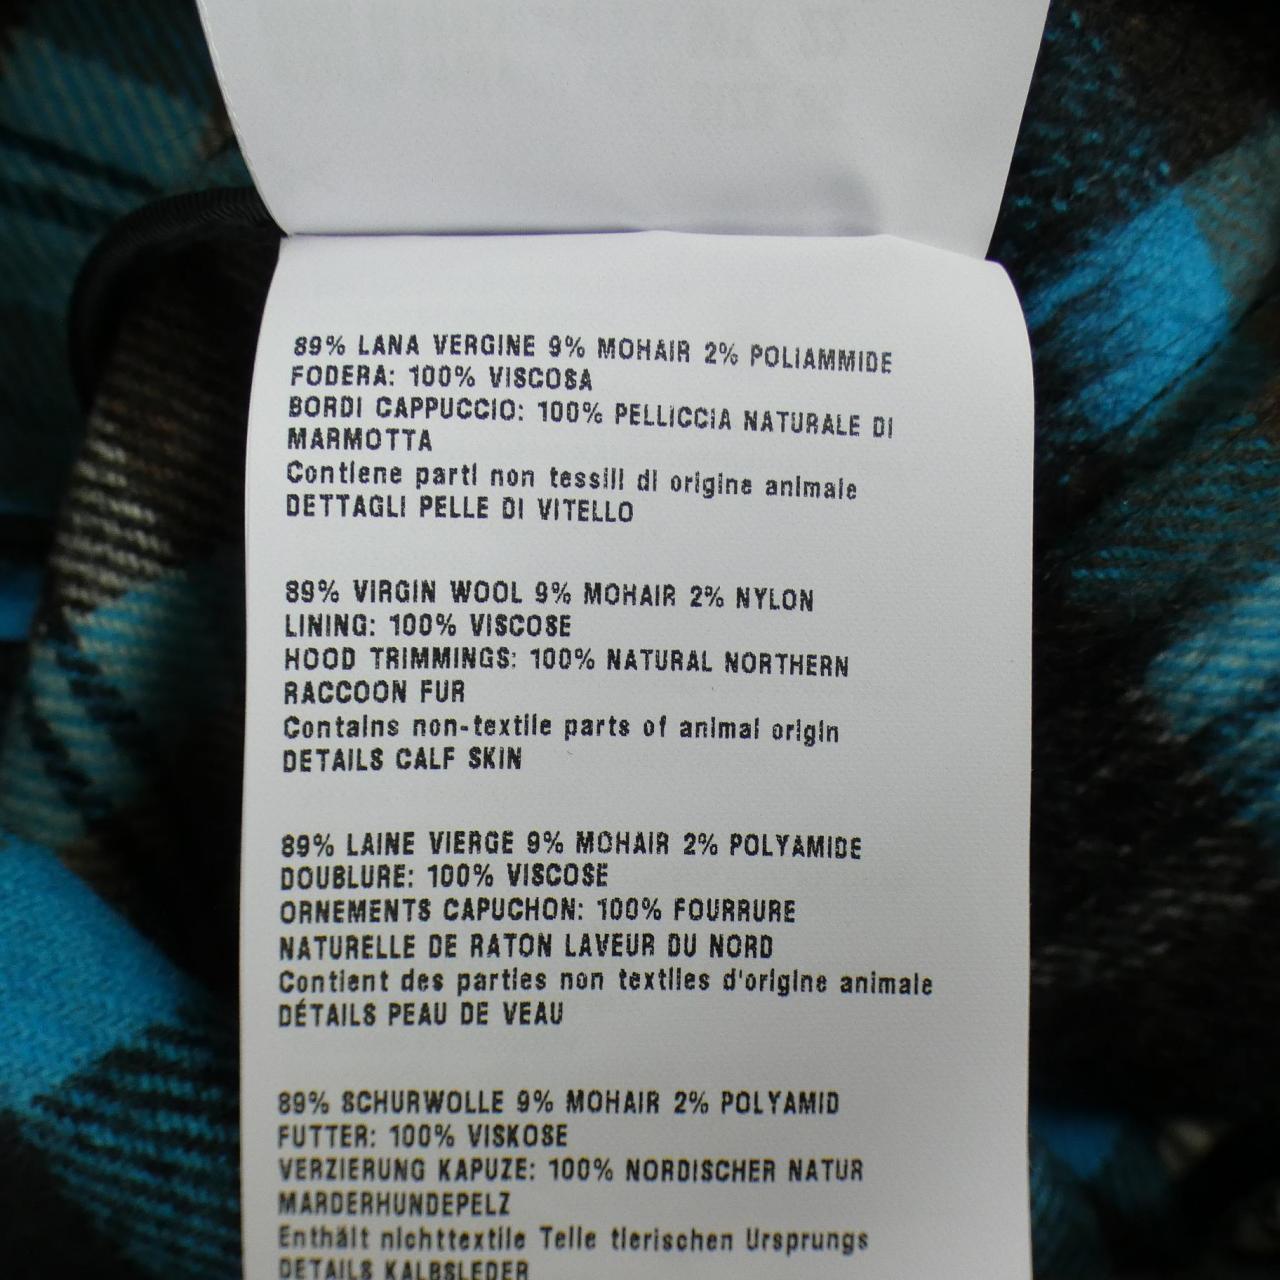 89% LANA VERGINE 9% MOHAIR 2% POLIAMMIDE
FODERA: 100% VISCOSA
BORDI CAPPUCCIO: 100% PELLICCIA NATURALE DI
MARMOTTA
Contiene parti non tessili di origine animale
DETTAGLI PELLE DI VITELLO
89% VIRGIN WOOL 9% MOHAIR 2% NYLON
LINING: 100% VISCOSE
HOOD TRIMMINGS: 100% NATURAL NORTHERN
RACCOON FUR
Contains non-textile parts of animal origin
DETAILS CALF SKIN
89% LAINE VIERGE 9% MOHAIR 2% POLYAMIDE
DOUBLURE: 100% VISCOSE
ORNEMENTS CAPUCHON: 100% FOURRURE
NATURELLE DE RATON LAVEUR DU NORD
Contient des parties non textiles d'origine animale
DÉTAILS PEAU DE VEAU
89% SCHURWOLLE 9% MOHAIR 2% POLYAMID
FUTTER: 100% VISKOSE
VERZIERUNG KAPUZE: 100% NORDISCHER NATUR
MARDERHUNDEPELZ
Enthält nichttextile Teile tierischen Ursprungs
DETAILS KALBSLEDER